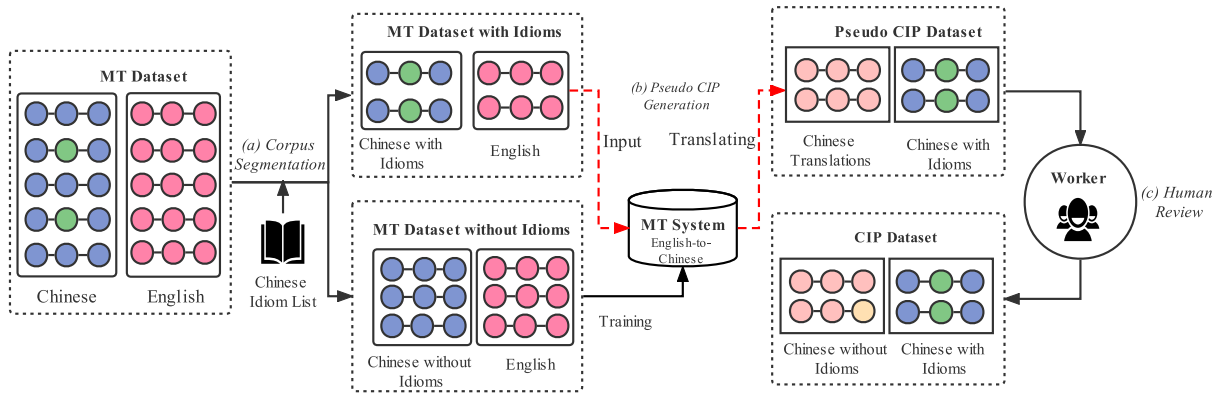 MT Dataset
Chinese
English
(a) Corpus
Segmentation
Chinese
Idiom List
MT Dataset with Idioms
Chinese with
Idioms
English
MT Dataset without Idioms
Chinese without
Idioms
English
(b) Pseudo CIP
Generation
Input
Translating
MT System
English-to-
Chinese
Training
Pseudo CIP Dataset
Chinese
Translations
Chinese with
Idioms
Worker
(c) Human
Review
CIP Dataset
Chinese without
Idioms
Chinese with
Idioms